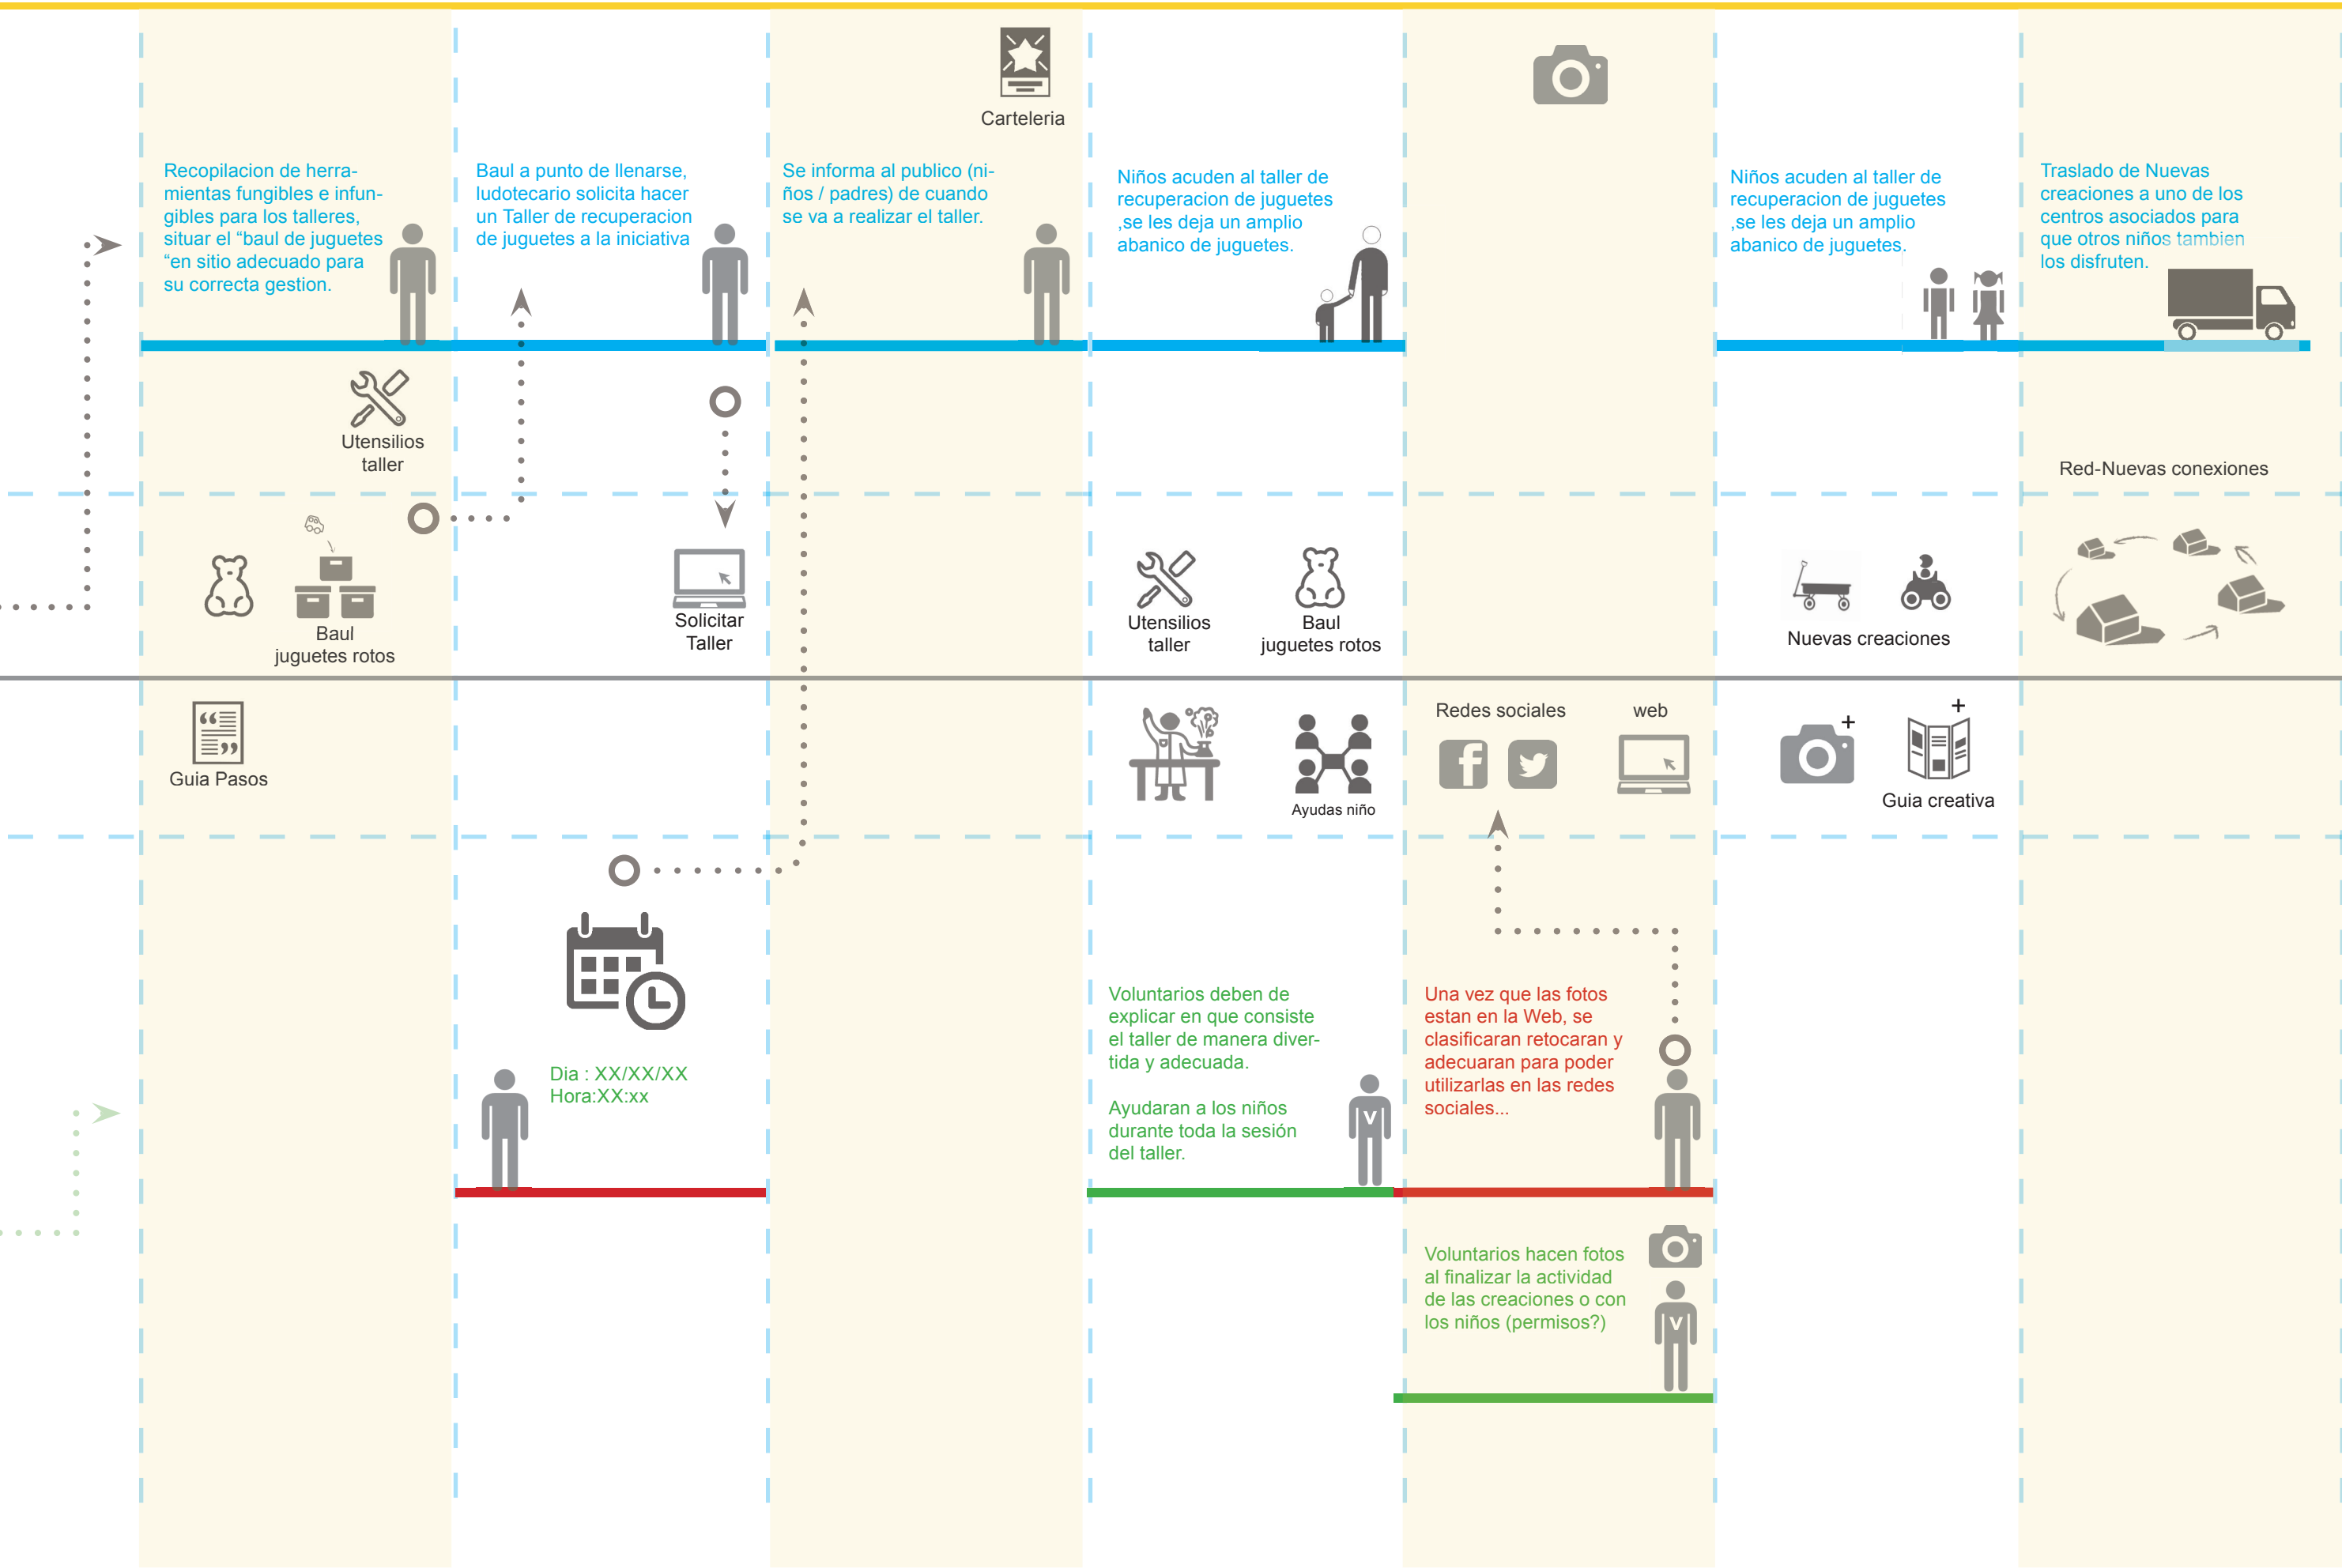 Carteleria
Recopilacion de herra-
mientas fungibles e infun-
gibles para los talleres,
situar el “baul de juguetes
“en sitio adecuado para
su correcta gestion.
Baul a punto de llenarse,
ludotecario solicita hacer
un Taller de recuperacion
de juguetes a la iniciativa
Se informa al publico (ni-
ños / padres) de cuando
se va a realizar el taller.
Niños acuden al taller de
recuperacion de juguetes
,se les deja un amplio
abanico de juguetes.
Niños acuden al taller de
recuperacion de juguetes
,se les deja un amplio
abanico de juguetes.
Traslado de Nuevas
creaciones a uno de los
centros asociados para
que otros niños tambien
los disfruten.
Utensilios
taller
Red-Nuevas conexiones
Baul
juguetes rotos
Solicitar
Taller
Utensilios
taller
Baul
juguetes rotos
Nuevas creaciones
Guia Pasos
Ayudas niño
Redes sociales
web
+
+
Guia creativa
Dia : XX/XX/XX
Hora:XX:xx
Voluntarios deben de
explicar en que consiste
el taller de manera diver-
tida y adecuada.
Ayudaran a los niños
durante toda la sesión
del taller.
V
Una vez que las fotos
estan en la Web, se
clasificaran retocaran y
adecuaran para poder
utilizarlas en las redes
sociales...
Voluntarios hacen fotos
al finalizar la actividad
de las creaciones o con
los niños (permisos?)
V